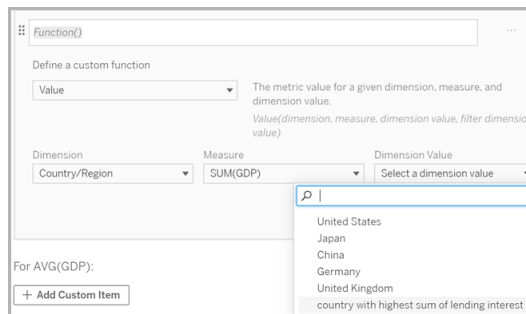 Function()
...
Define a custom function
Value
The metric value for a given dimension, measure, and
dimension value.
Value(dimension, measure, dimension value, filter dimensio
value)
Dimension
Measure
Dimension Value
Country/Region
SUM(GDP)
Select a dimension value
United States
Japan
China
Germany
United Kingdom
country with highest sum of lending interest
For AVG(GDP):
+ Add Custom Item